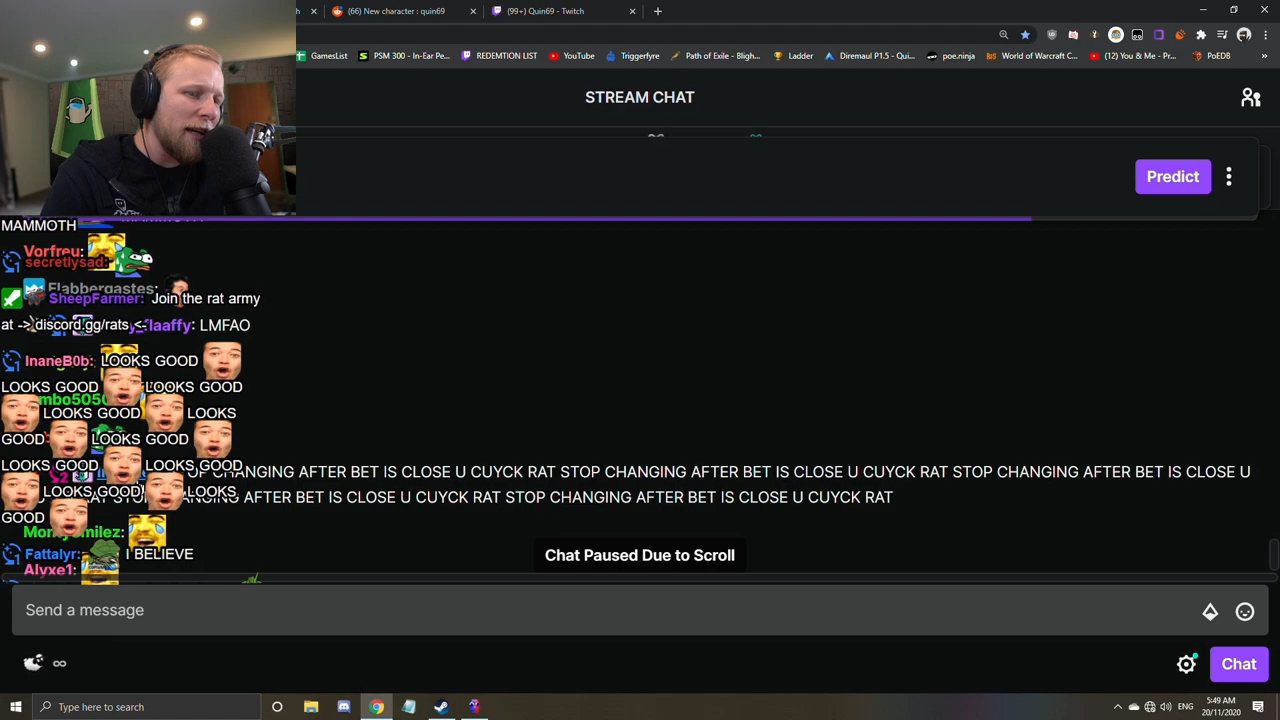 (66) New character : quin69
(99+) Quin69 - Twitch
GamesList
PSM 300 - In-Ear Pe...
REDEMTION LIST
YouTube
Triggerfyre
Path of Exile - Bligh...
Ladder
Diremaul P1.5 - Qui...
poe.ninja
World of Warcraft C...
(12) You & Me - Pr...
PoEDB
STREAM CHAT
Predict
MAMMOTH
Vorfreu:
secretlysad:
Flabbergastes:
SheepFarmer: Join the rat army
at -> discord.gg/rats <-
LMFAO
InaneB0b: LOOKS GOOD
LOOKS GOOD LOOKS GOOD
LOOKS GOOD LOOKS
GOOD LOOKS GOOD
LOOKS GOOD LOOKS GOOD
LOOKS GOOD LOOKS
GOOD
CHANGING AFTER BET IS CLOSE U CUYCK RAT STOP CHANGING AFTER BET IS CLOSE U CUYCK RAT STOP CHANGING AFTER BET IS CLOSE U
AFTER BET IS CLOSE U CUYCK RAT STOP CHANGING AFTER BET IS CLOSE U CUYCK RAT
Fattalyr: I BELIEVE
Alyxe1:
Chat Paused Due to Scroll
Send a message
∞
Chat
Type here to search
ENG
5:49 AM
20/11/2020